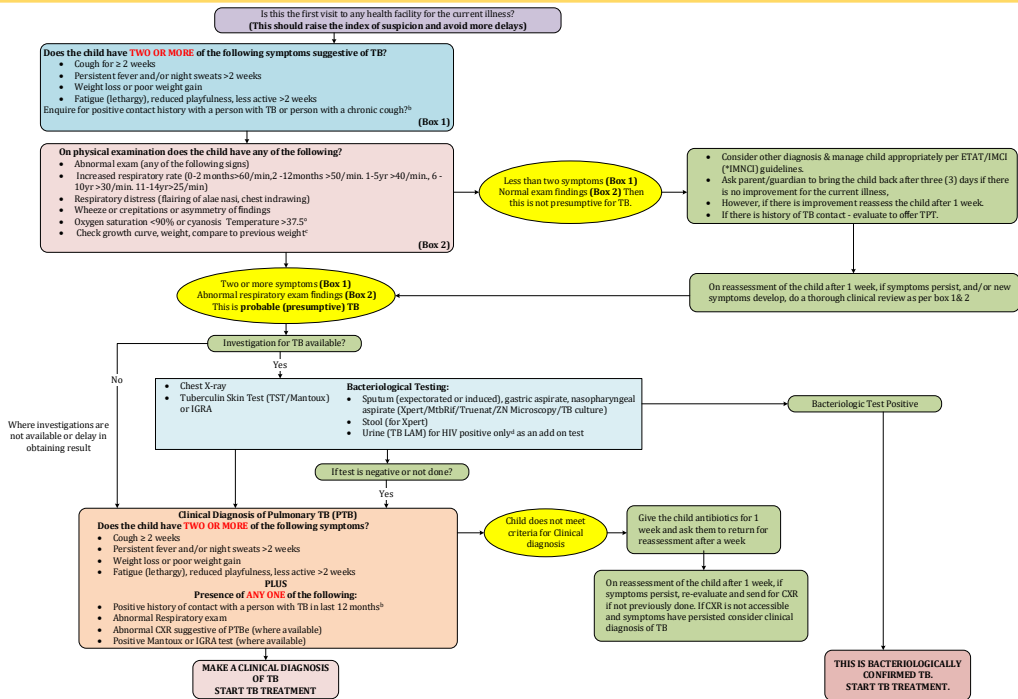 Is this the first visit to any health facility for the current illness?
(This should raise the index of suspicion and avoid more delays)
Does the child have TWO OR MORE of the following symptoms suggestive of TB?
• Cough for ≥ 2 weeks
• Persistent fever and/or night sweats >2 weeks
• Weight loss or poor weight gain
• Fatigue (lethargy), reduced playfulness, less active >2 weeks
Enquire for positive contact history with a person with TB or person with a chronic cough?ᵇ
(Box 1)
On physical examination does the child have any of the following?
• Abnormal exam (any of the following signs)
• Increased respiratory rate (0-2 months>60/min,2 -12months >50/min. 1-5yr >40/min., 6 -
10yr >30/min. 11-14yr>25/min)
• Respiratory distress (flairing of alae nasi, chest indrawing)
• Wheeze or crepitations or asymmetry of findings
• Oxygen saturation <90% or cyanosis Temperature >37.5⁰
• Check growth curve, weight, compare to previous weightᶜ
(Box 2)
Less than two symptoms (Box 1)
Normal exam findings (Box 2) Then
this is not presumptive for TB.
• Consider other diagnosis & manage child appropriately per ETAT/IMCI
(*IMNCI) guidelines.
• Ask parent/guardian to bring the child back after three (3) days if there
is no improvement for the current illness,
• However, if there is improvement reassess the child after 1 week.
• If there is history of TB contact - evaluate to offer TPT.
Two or more symptoms (Box 1)
Abnormal respiratory exam findings (Box 2)
This is probable (presumptive) TB
On reassessment of the child after 1 week, if symptoms persist, and/or new
symptoms develop, do a thorough clinical review as per box 1& 2
Investigation for TB available?
Yes
No
Where investigations are
not available or delay in
obtaining result
• Chest X-ray
• Tuberculin Skin Test (TST/Mantoux)
or IGRA
Bacteriological Testing:
• Sputum (expectorated or induced), gastric aspirate, nasopharyngeal
aspirate (Xpert/MtbRif/Truenat/ZN Microscopy/TB culture)
• Stool (for Xpert)
• Urine (TB LAM) for HIV positive onlyᵈ as an add on test
Bacteriologic Test Positive
If test is negative or not done?
Yes
Clinical Diagnosis of Pulmonary TB (PTB)
Does the child have TWO OR MORE of the following symptoms?
• Cough ≥ 2 weeks
• Persistent fever and/or night sweats >2 weeks
• Weight loss or poor weight gain
• Fatigue (lethargy), reduced playfulness, less active >2 weeks
PLUS
Presence of ANY ONE of the following:
• Positive history of contact with a person with TB in last 12 monthsᵇ
• Abnormal Respiratory exam
• Abnormal CXR suggestive of PTBe (where available)
• Positive Mantoux or IGRA test (where available)
Child does not meet
criteria for Clinical
diagnosis
Give the child antibiotics for 1
week and ask them to return for
reassessment after a week
On reassessment of the child after 1 week, if
symptoms persist, re-evaluate and send for CXR
if not previously done. If CXR is not accessible
and symptoms have persisted consider clinical
diagnosis of TB
MAKE A CLINICAL DIAGNOSIS
OF TB
START TB TREATMENT
THIS IS BACTERIOLOGICALLY
CONFIRMED TB.
START TB TREATMENT.